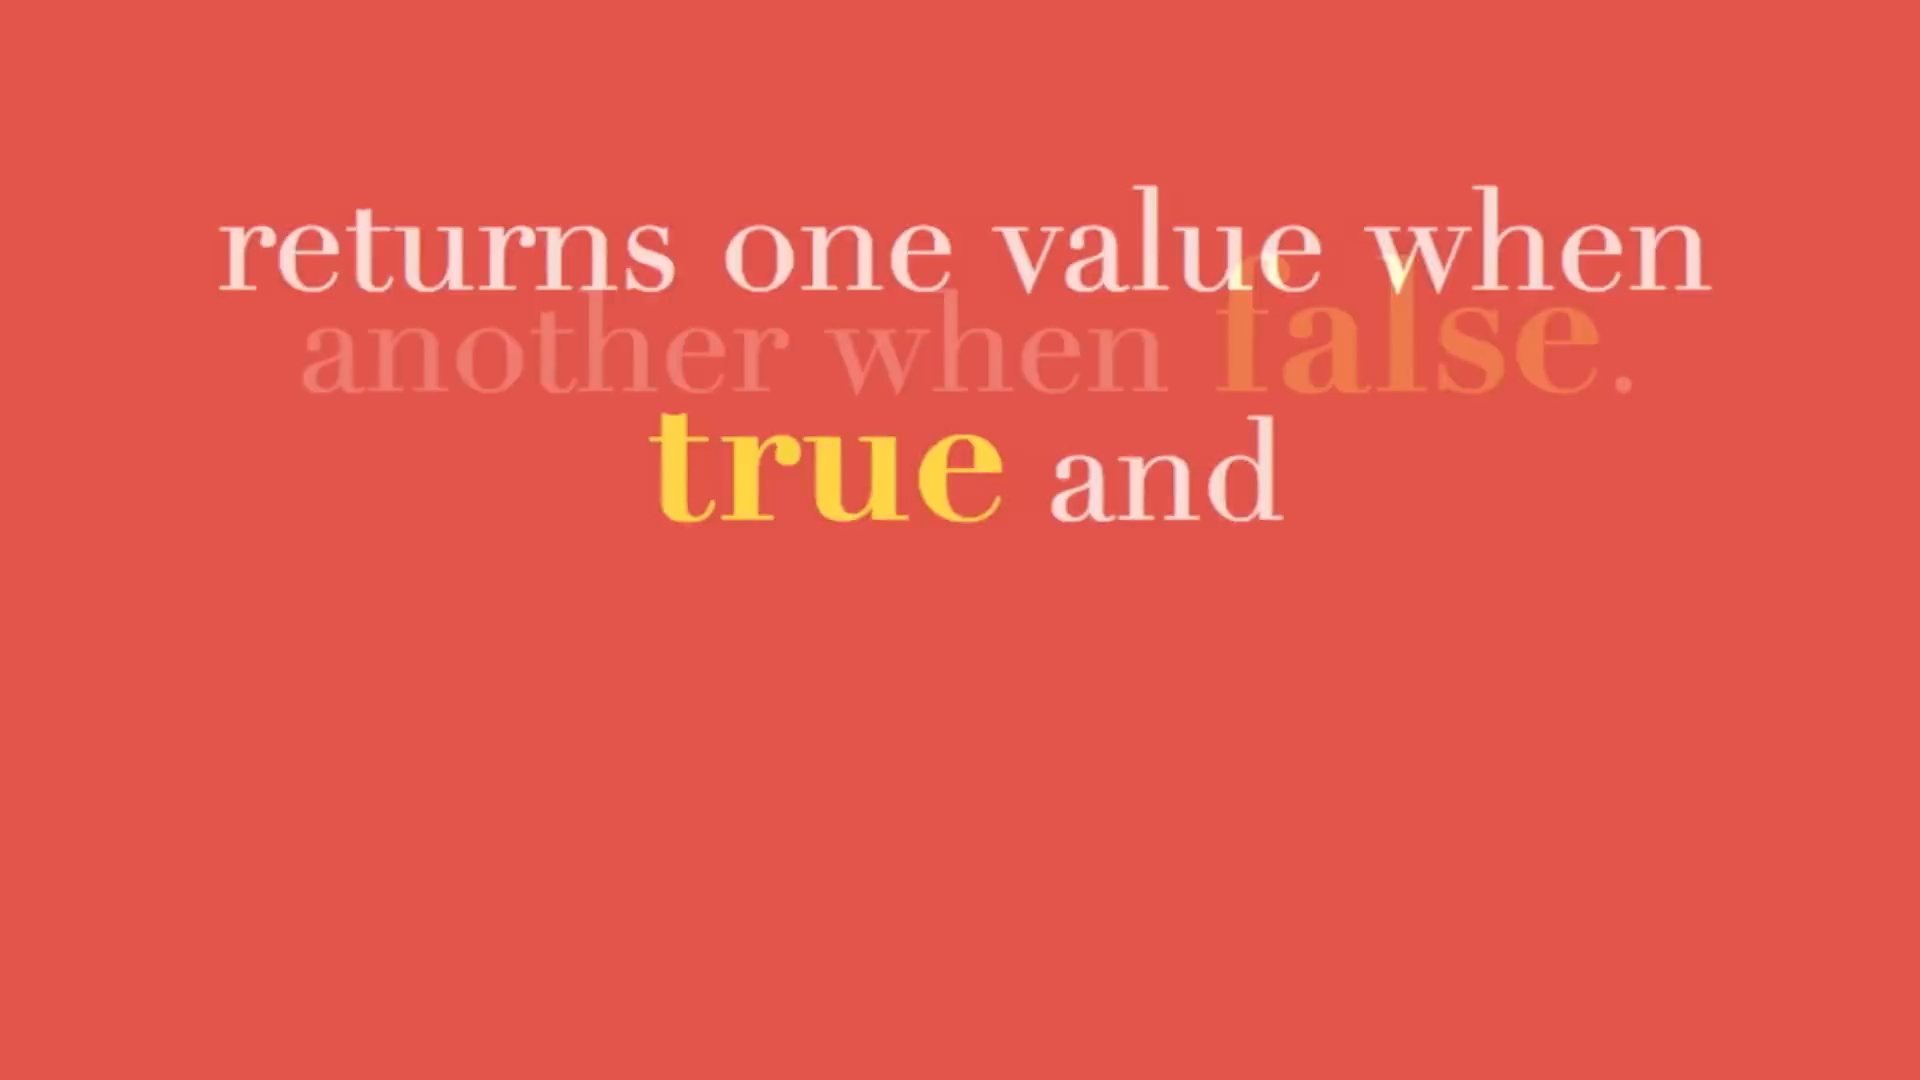 returns one value when
another when false.
true and